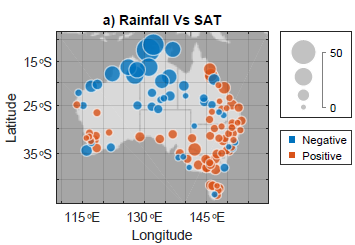 a) Rainfall Vs SAT
50
0
Negative
Positive
15°S
25°S
35°S
Latitude
115°E 130°E 145°E
Longitude